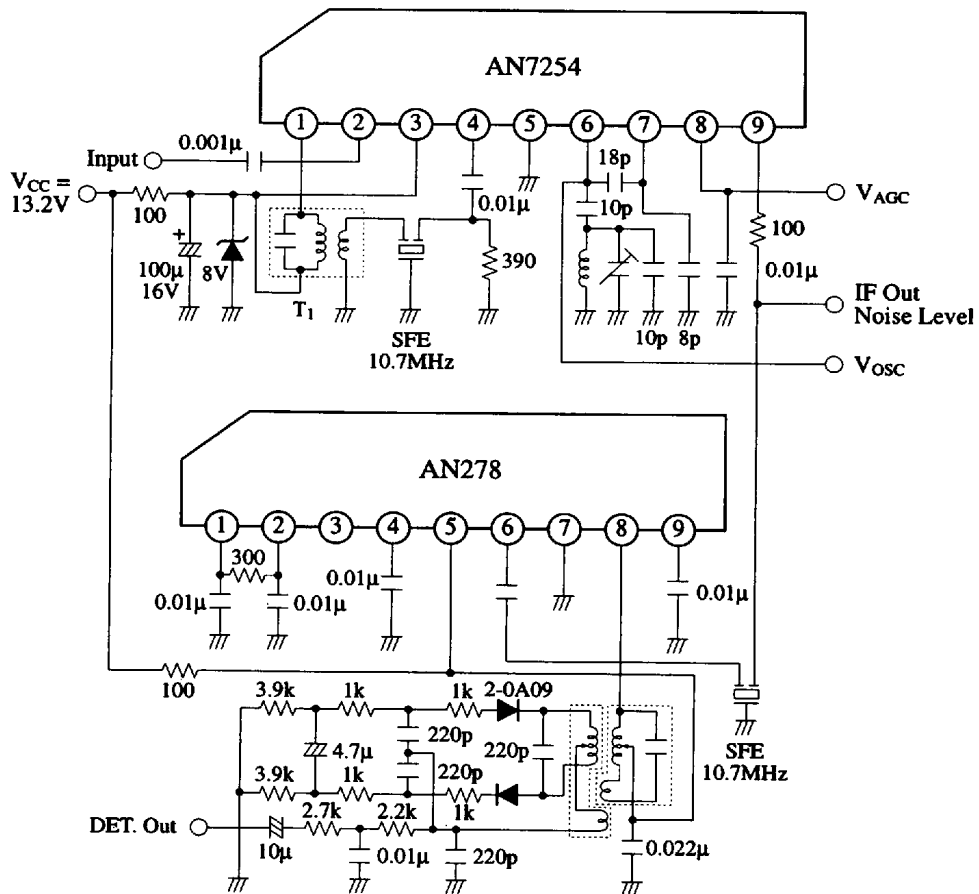 AN7254
1 2 3 4 5 6 7 8 9
0.001μ
Input
VCC =
13.2V
100
100μ
16V
8V
T1
SFE
10.7MHz
0.01μ
390
18p
10p
10p
8p
0.01μ
100
VAGC
IF Out
Noise Level
VOSC
AN278
1 2 3 4 5 6 7 8 9
300
0.01μ
0.01μ
0.01μ
0.01μ
100
3.9k
1k
1k
2-0A09
4.7μ
220p
220p
220p
3.9k
1k
1k
DET. Out
10μ
2.7k
2.2k
0.01μ
220p
0.022μ
SFE
10.7MHz